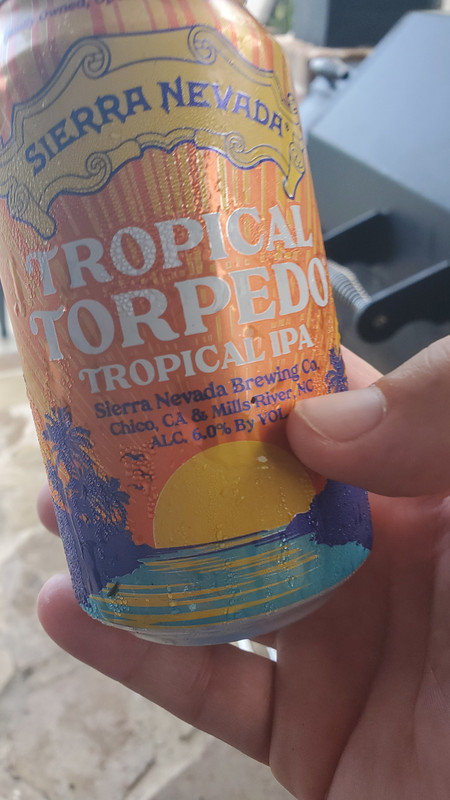 Owned,
SIERRA NEVADA®
TROPICAL
TORPEDO
TROPICAL IPA
Sierra Nevada Brewing Co.
Chico, CA & Mills River, NC
ALC. 6.0% By VOL.